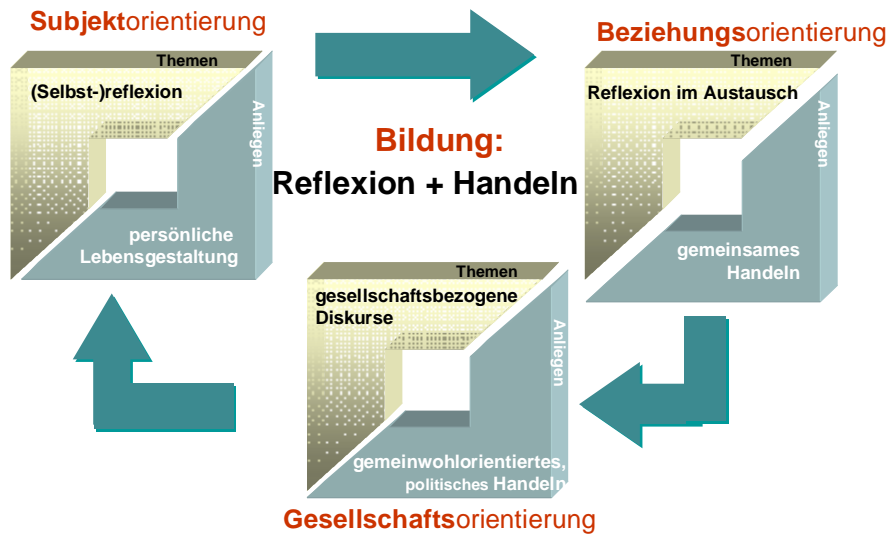 Subjektorientierung
Themen
(Selbst-)reflexion
Anliegen
persönliche
Lebensgestaltung
Beziehungsorientierung
Themen
Reflexion im Austausch
Anliegen
gemeinsames
Handeln
Bildung:
Reflexion + Handeln
Themen
gesellschaftsbezogene
Diskurse
Anliegen
gemeinwohlorientiertes,
politisches Handeln
Gesellschaftsorientierung